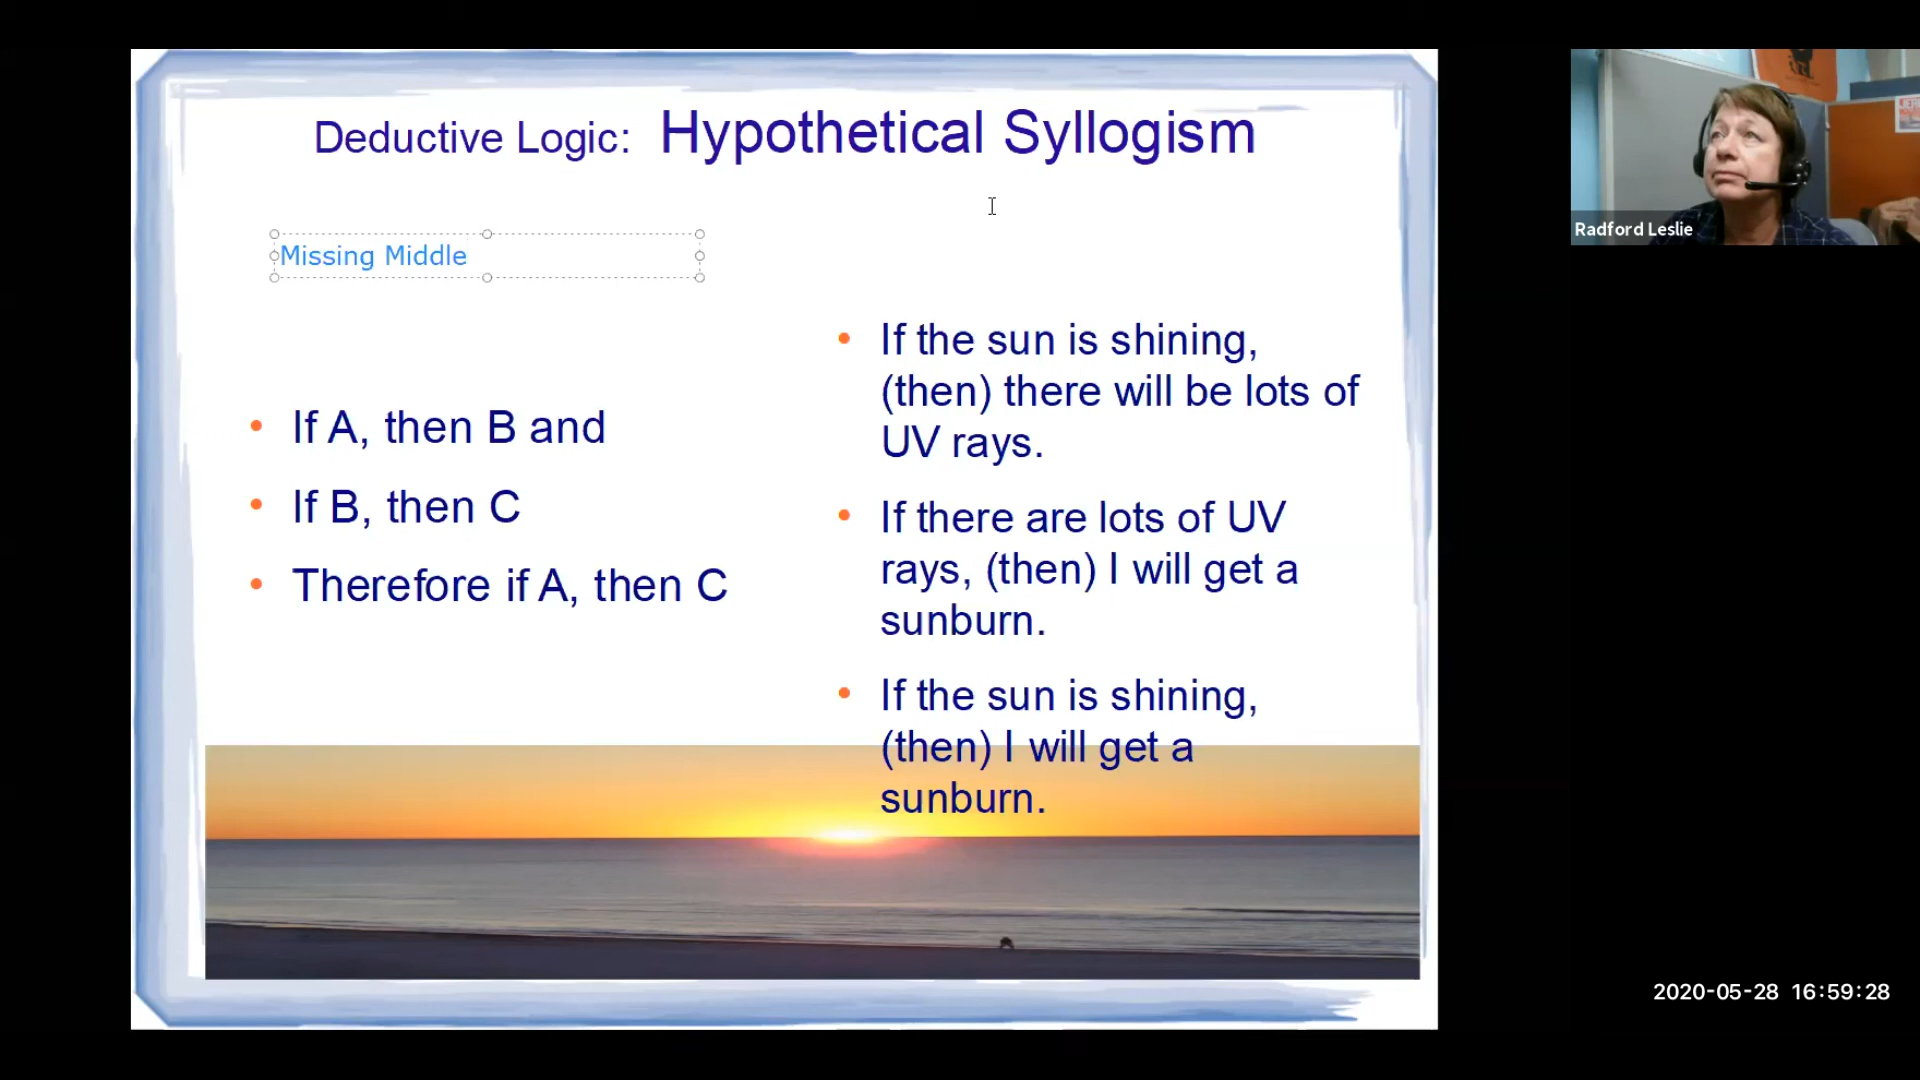 Deductive Logic: Hypothetical Syllogism
Missing Middle
• If A, then B and
• If B, then C
• Therefore if A, then C
• If the sun is shining,
(then) there will be lots of
UV rays.
• If there are lots of UV
rays, (then) I will get a
sunburn.
• If the sun is shining,
(then) I will get a
sunburn.
Radford Leslie
2020-05-28 16:59:28